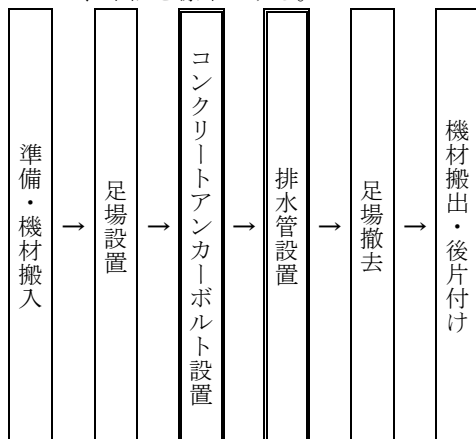 準備・機材搬入
→
足場設置
→
コンクリートアンカーボルト設置
→
排水管設置
→
足場撤去
→
機材搬出・後片付け